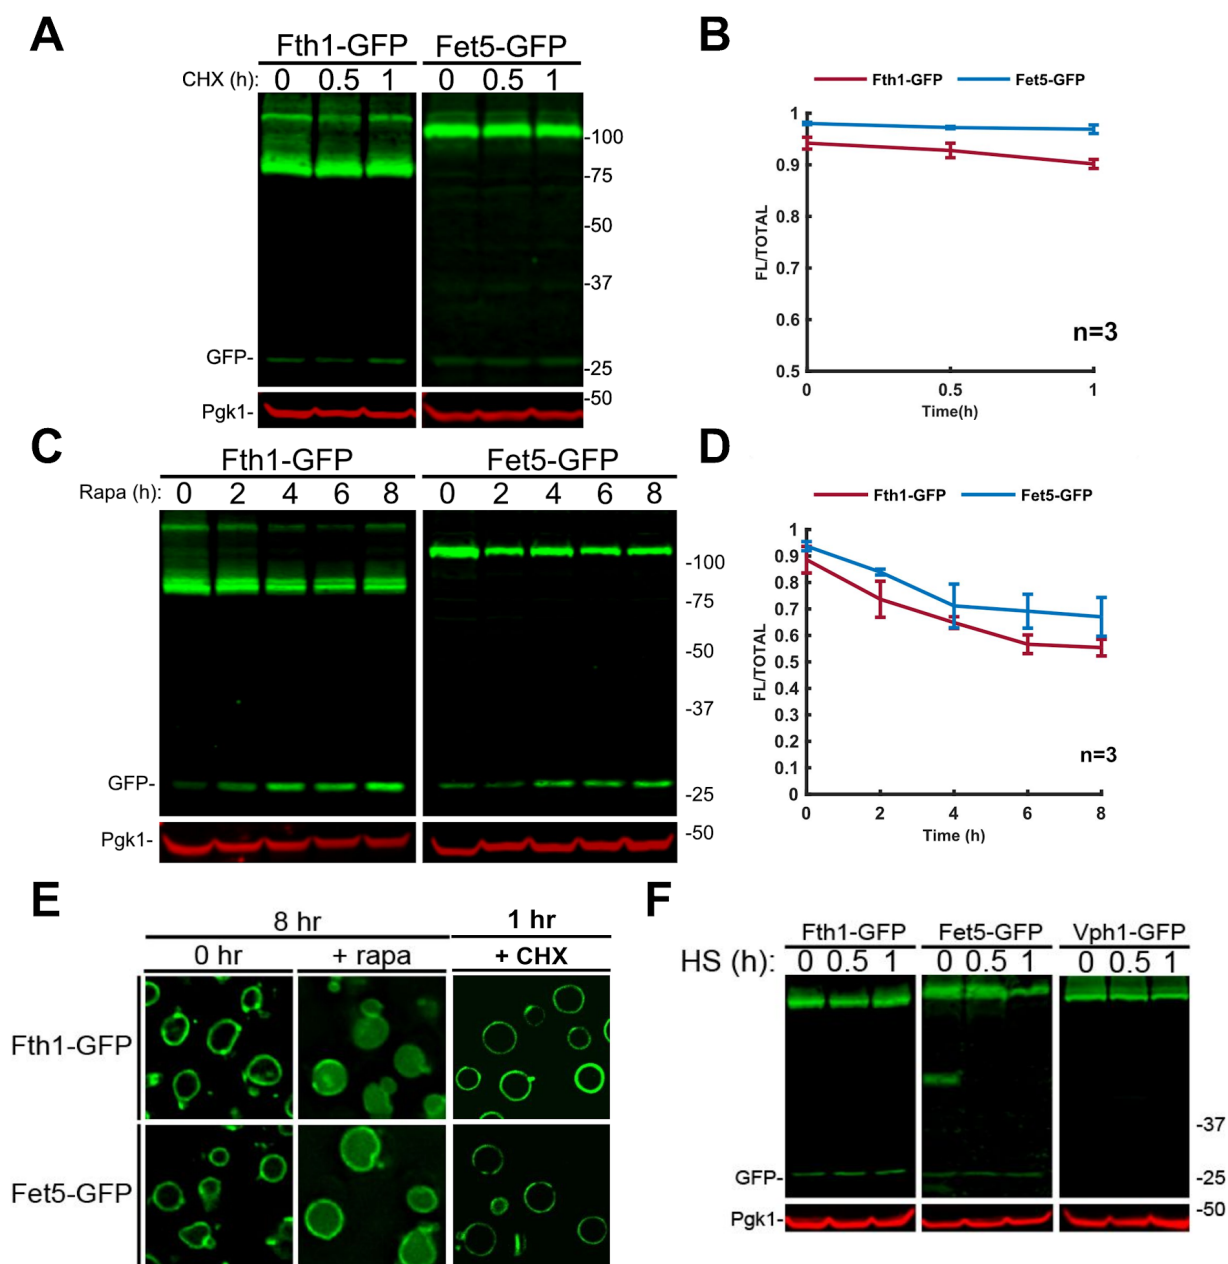 A
Fth1-GFP Fet5-GFP
CHX (h): 0 0.5 1 0 0.5 1
-100
-75
-50
-37
GFP-
-25
-50
Pgk1-
B
Fth1-GFP Fet5-GFP
1
0.9
0.8
0.7
0.6
0.5
FL/TOTAL
n=3
0 0.5 1
Time(h)
C
Fth1-GFP Fet5-GFP
Rapa (h): 0 2 4 6 8 0 2 4 6 8
-100
-75
-50
-37
GFP-
-25
-50
Pgk1-
D
Fth1-GFP Fet5-GFP
1
0.9
0.8
0.7
0.6
0.5
0.4
0.3
0.2
0.1
0
FL/TOTAL
n=3
0 2 4 6 8
Time (h)
E
8 hr 1 hr
0 hr + rapa + CHX
Fth1-GFP
Fet5-GFP
F
Fth1-GFP Fet5-GFP Vph1-GFP
HS (h): 0 0.5 1 0 0.5 1 0 0.5 1
-37
GFP-
-25
-50
Pgk1-